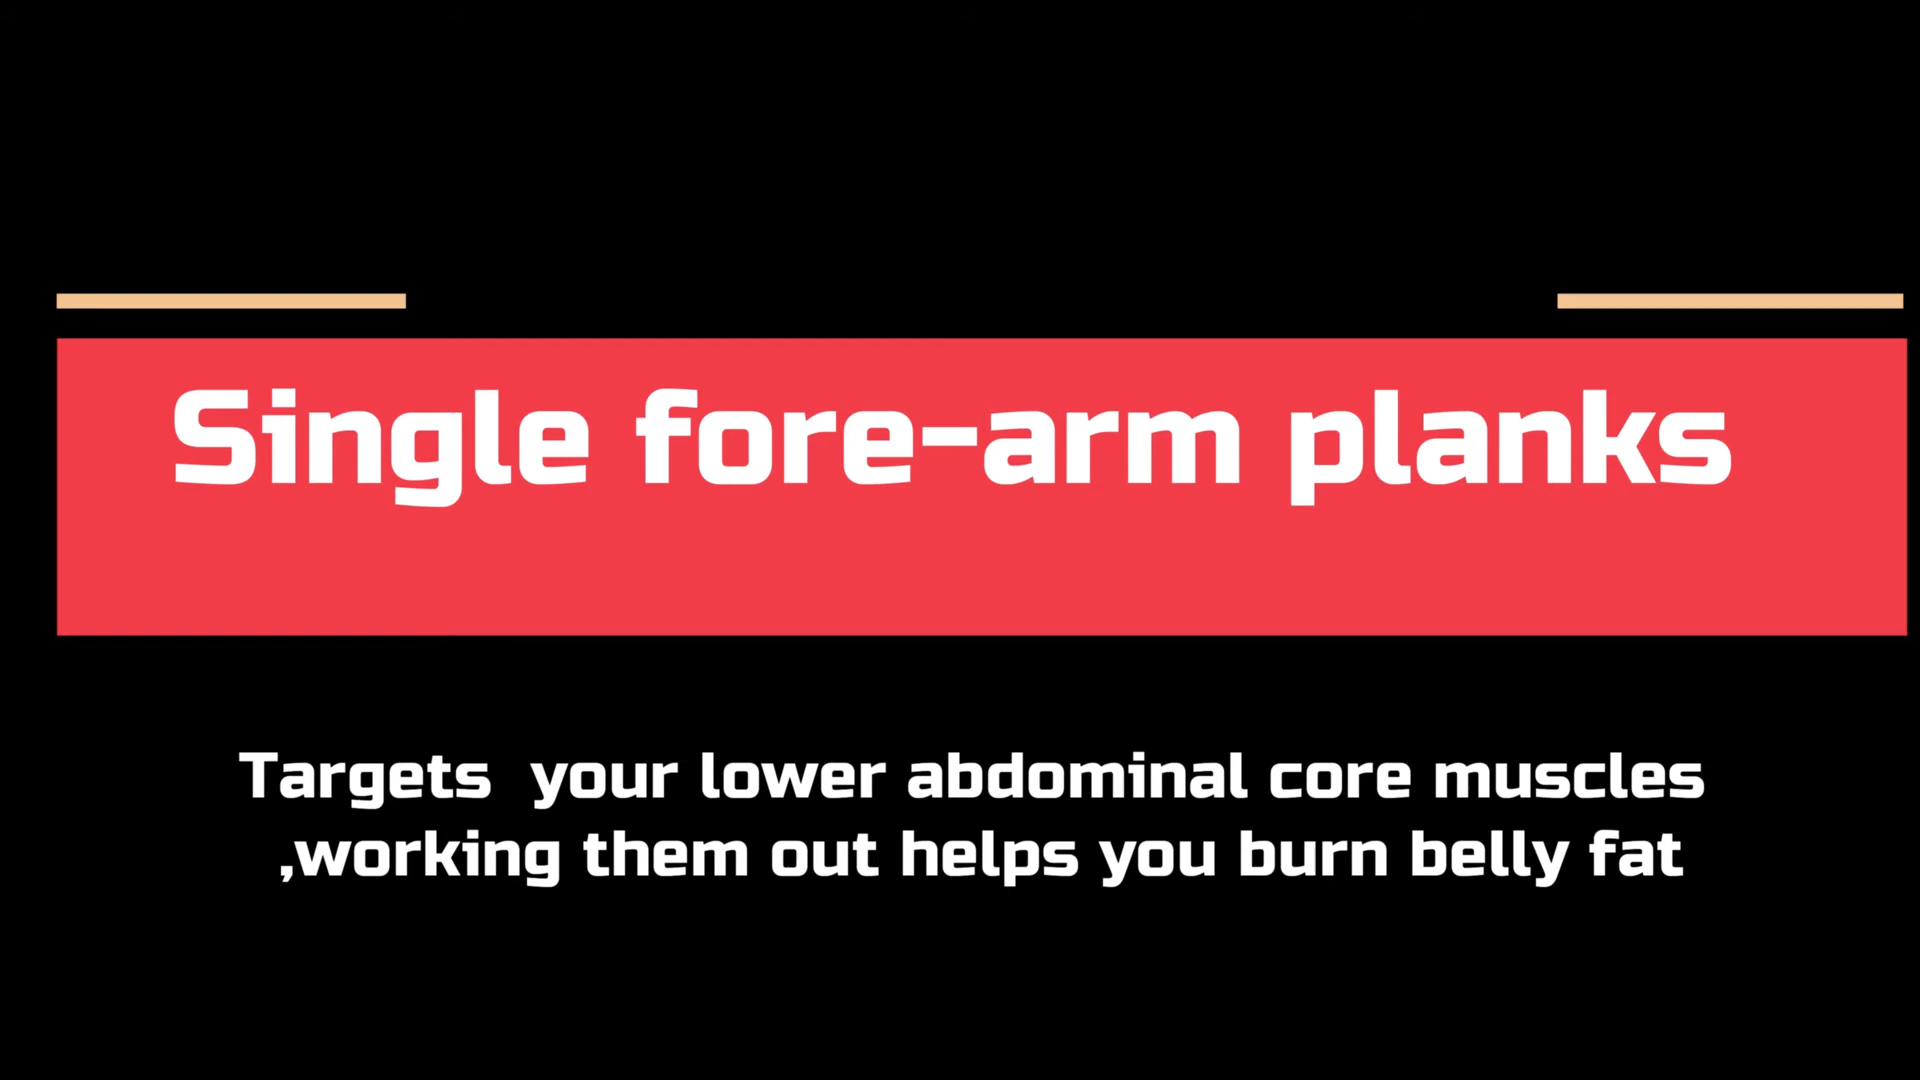 Single fore-arm planks
Targets  your lower abdominal core muscles
,working them out helps you burn belly fat